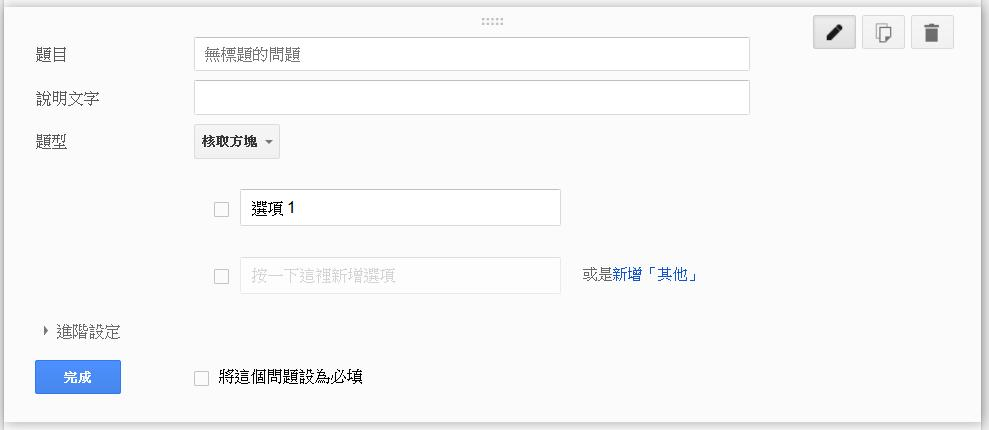 題目 無標題的問題
說明文字
題型 核取方塊
選項 1
按一下這裡新增選項 或是新增「其他」
進階設定
完成 將這個問題設為必填